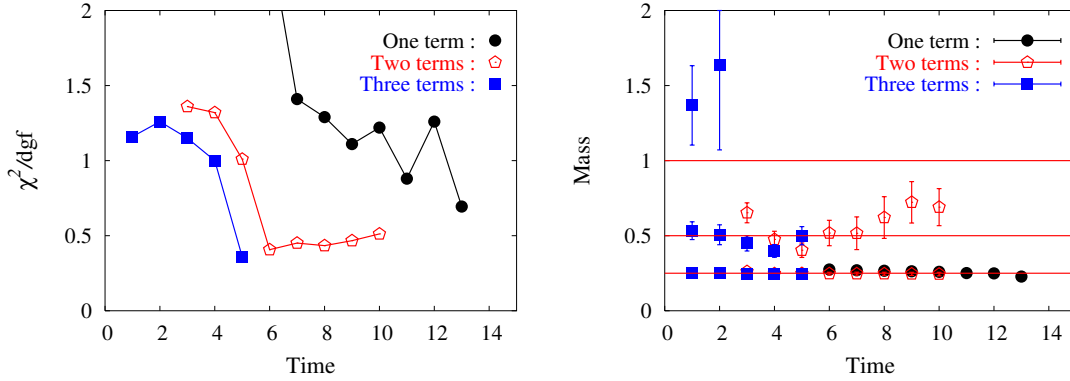 2
1.5
1
0.5
0
0 2 4 6 8 10 12 14
χ²/dgf
Time
One term :
Two terms :
Three terms :
2
1.5
1
0.5
0
0 2 4 6 8 10 12 14
Mass
Time
One term :
Two terms :
Three terms :